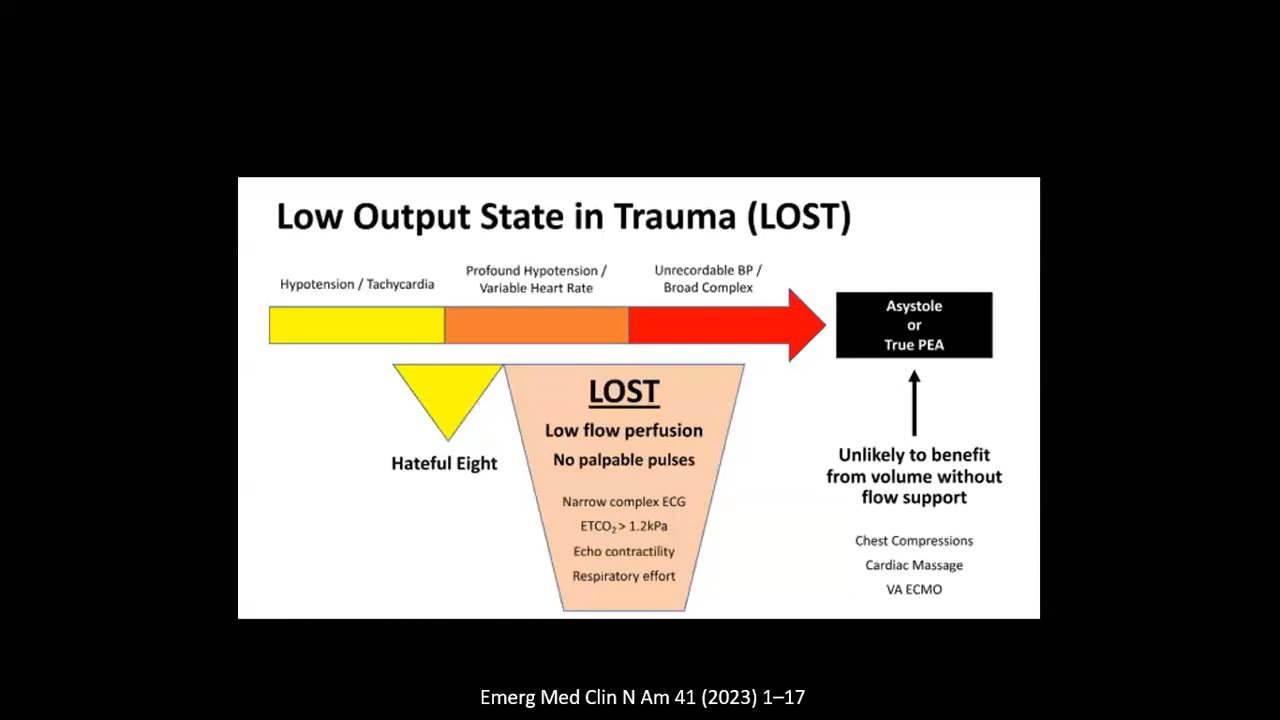 Low Output State in Trauma (LOST)
Hypotension / Tachycardia
Profound Hypotension /
Variable Heart Rate
Unrecordable BP /
Broad Complex
Asystole
or
True PEA
Hateful Eight
LOST
Low flow perfusion
No palpable pulses
Narrow complex ECG
ETCO₂ > 1.2kPa
Echo contractility
Respiratory effort
Unlikely to benefit
from volume without
flow support
Chest Compressions
Cardiac Massage
VA ECMO
Emerg Med Clin N Am 41 (2023) 1–17